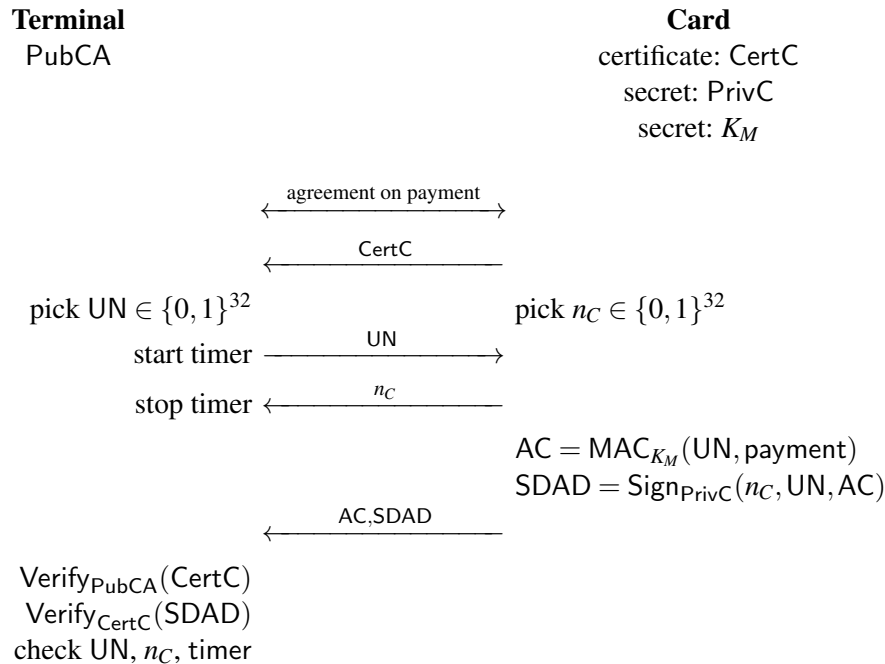 Terminal Card
PubCA certificate: CertC
secret: PrivC
secret: K_M
agreement on payment
CertC
pick UN ∈ {0,1}^32 pick n_C ∈ {0,1}^32
start timer UN
stop timer n_C
AC = MAC_{K_M}(UN, payment)
SDAD = Sign_{PrivC}(n_C, UN, AC)
AC,SDAD
Verify_{PubCA}(CertC)
Verify_{CertC}(SDAD)
check UN, n_C, timer